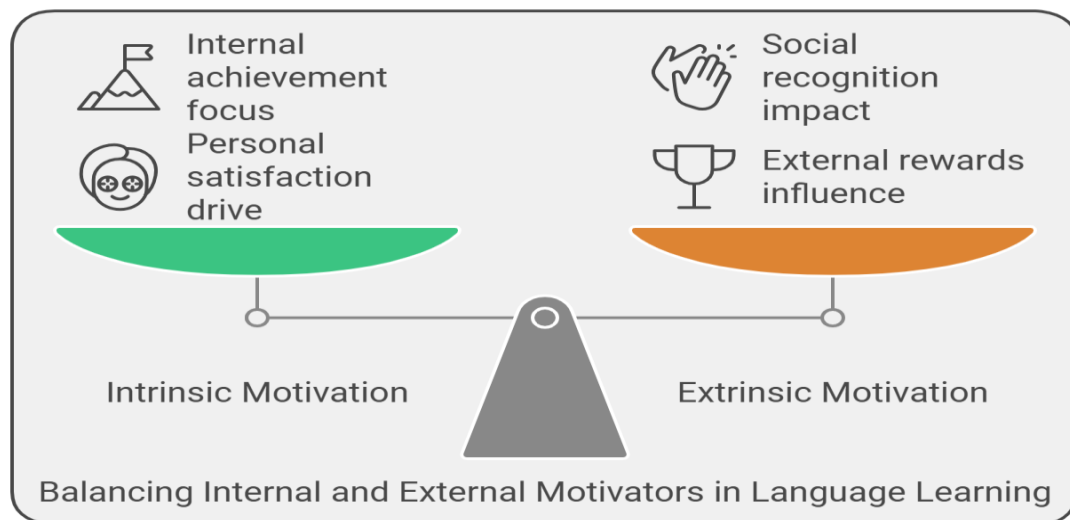 Internal
achievement
focus
Personal
satisfaction
drive
Social
recognition
impact
External rewards
influence
Intrinsic Motivation
Extrinsic Motivation
Balancing Internal and External Motivators in Language Learning